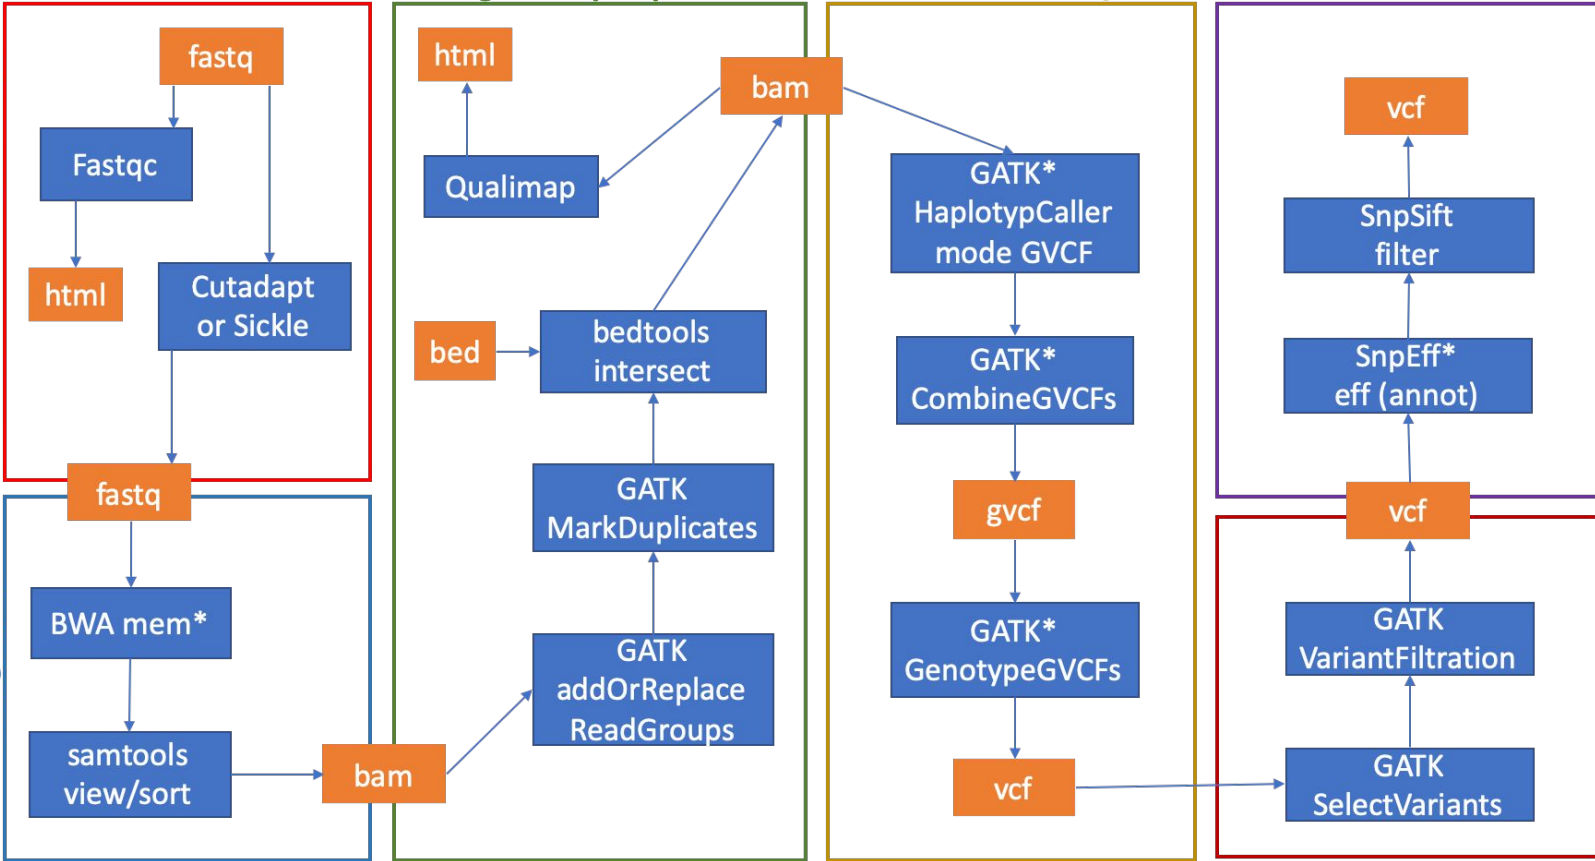 fastq
Fastqc
html
Cutadapt
or Sickle
fastq
BWA mem*
samtools
view/sort
bam
html
Qualimap
bam
bed
bedtools
intersect
GATK
MarkDuplicates
GATK
addOrReplace
ReadGroups
GATK*
HaplotypCaller
mode GVCF
GATK*
CombineGVCFs
gvcf
GATK*
GenotypeGVCFs
vcf
vcf
SnpSift
filter
SnpEff*
eff (annot)
vcf
GATK
VariantFiltration
GATK
SelectVariants